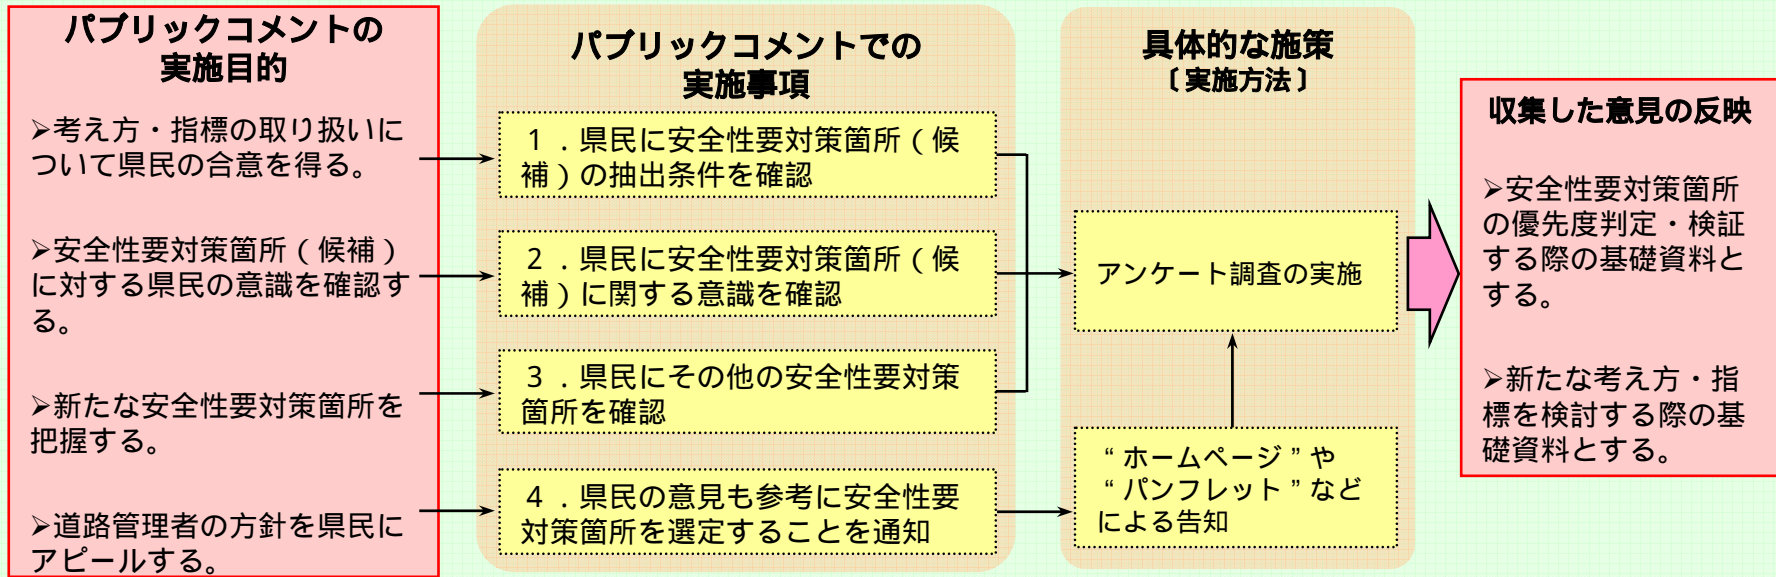 パブリックコメントの
実施目的
➢考え方・指標の取り扱いに
ついて県民の合意を得る。
➢安全性要対策箇所（候補）
に対する県民の意識を確認す
る。
➢新たな安全性要対策箇所を
把握する。
➢道路管理者の方針を県民に
アピールする。
パブリックコメントでの
実施事項
１．県民に安全性要対策箇所（候
補）の抽出条件を確認
２．県民に安全性要対策箇所（候
補）に関する意識を確認
３．県民にその他の安全性要対策
箇所を確認
４．県民の意見も参考に安全性要
対策箇所を選定することを通知
具体的な施策
〔実施方法〕
アンケート調査の実施
“ホームページ”や
“パンフレット”など
による告知
収集した意見の反映
➢安全性要対策箇所
の優先度判定・検証
する際の基礎資料と
する。
➢新たな考え方・指
標を検討する際の基
礎資料とする。